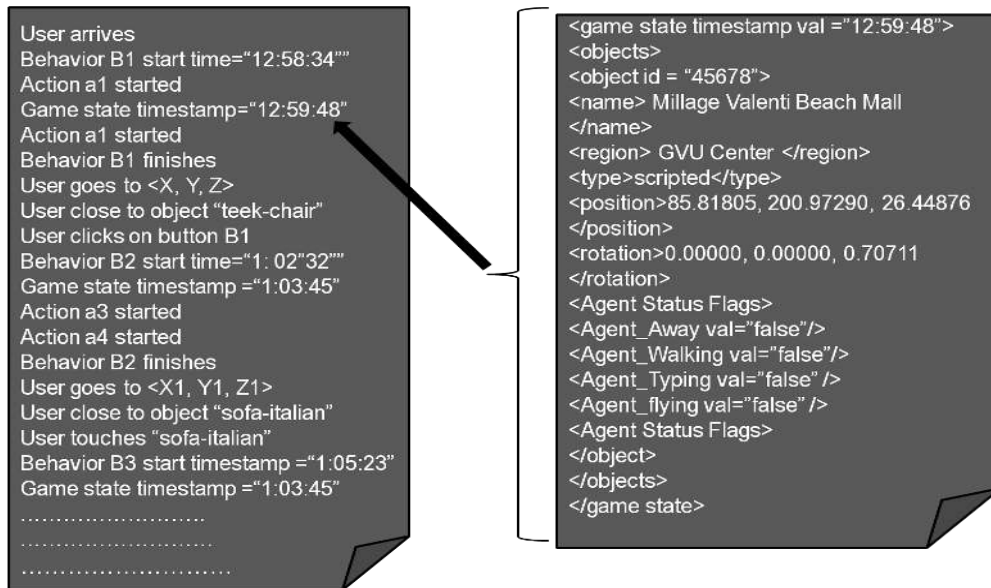 User arrives
Behavior B1 start time="12:58:34""
Action a1 started
Game state timestamp="12:59:48"
Action a1 started
Behavior B1 finishes
User goes to <X, Y, Z>
User close to object "teek-chair"
User clicks on button B1
Behavior B2 start time="1: 02"32""
Game state timestamp ="1:03:45"
Action a3 started
Action a4 started
Behavior B2 finishes
User goes to <X1, Y1, Z1>
User close to object "sofa-italian"
User touches "sofa-italian"
Behavior B3 start timestamp ="1:05:23"
Game state timestamp ="1:03:45"
..............................
..............................
..............................
<game state timestamp val ="12:59:48">
<objects>
<object id = "45678">
<name> Millage Valenti Beach Mall
</name>
<region> GVU Center </region>
<type>scripted</type>
<position>85.81805, 200.97290, 26.44876
</position>
<rotation>0.00000, 0.00000, 0.70711
</rotation>
<Agent Status Flags>
<Agent_Away val="false"/>
<Agent_Walking val="false"/>
<Agent_Typing val="false" />
<Agent_flying val="false" />
<Agent Status Flags>
</object>
</objects>
</game state>